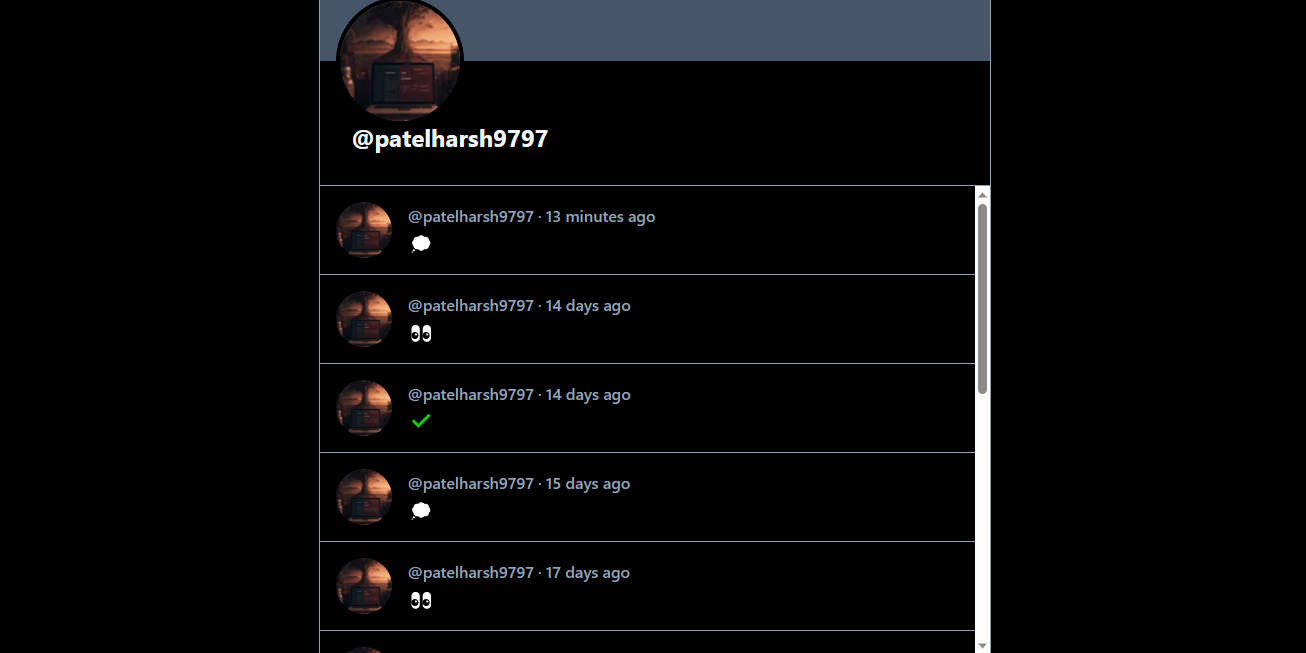 @patelharsh9797
@patelharsh9797 · 13 minutes ago
💭
@patelharsh9797 · 14 days ago
👀
@patelharsh9797 · 14 days ago
✔
@patelharsh9797 · 15 days ago
💭
@patelharsh9797 · 17 days ago
👀